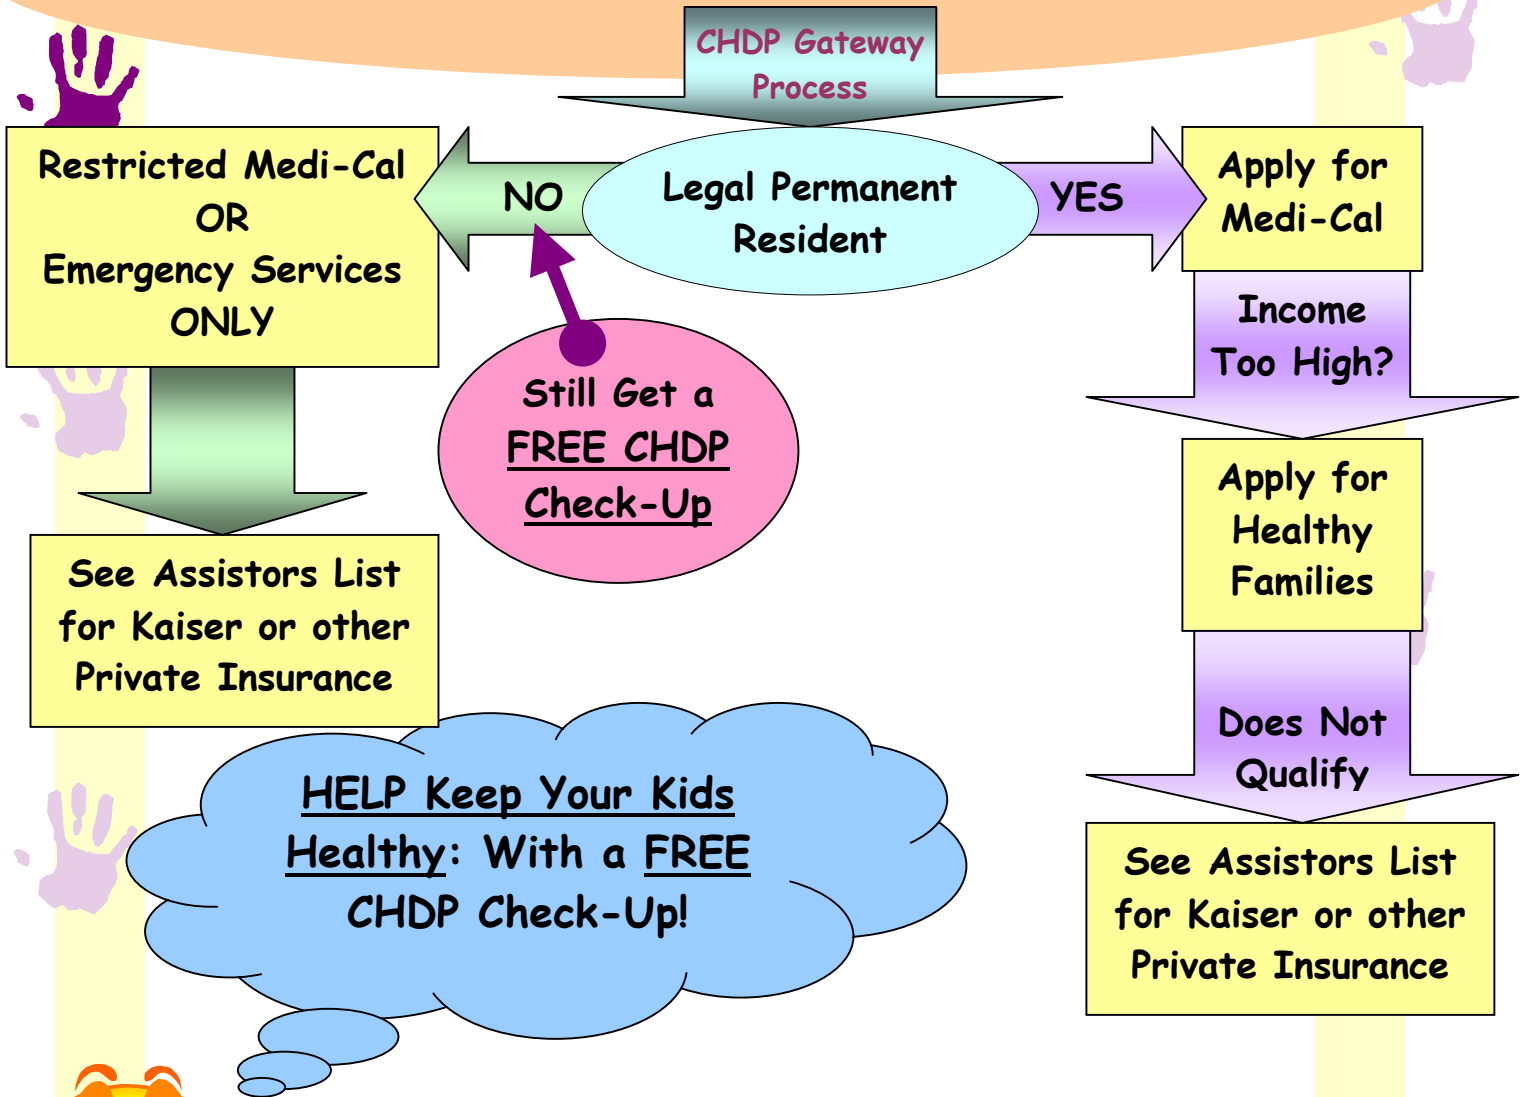 CHDP Gateway
Process
Restricted Medi-Cal
OR
Emergency Services
ONLY
NO
Legal Permanent
Resident
YES
Apply for
Medi-Cal
Income
Too High?
Still Get a
FREE CHDP
Check-Up
Apply for
Healthy
Families
See Assistors List
for Kaiser or other
Private Insurance
Does Not
Qualify
HELP Keep Your Kids
Healthy: With a FREE
CHDP Check-Up!
See Assistors List
for Kaiser or other
Private Insurance